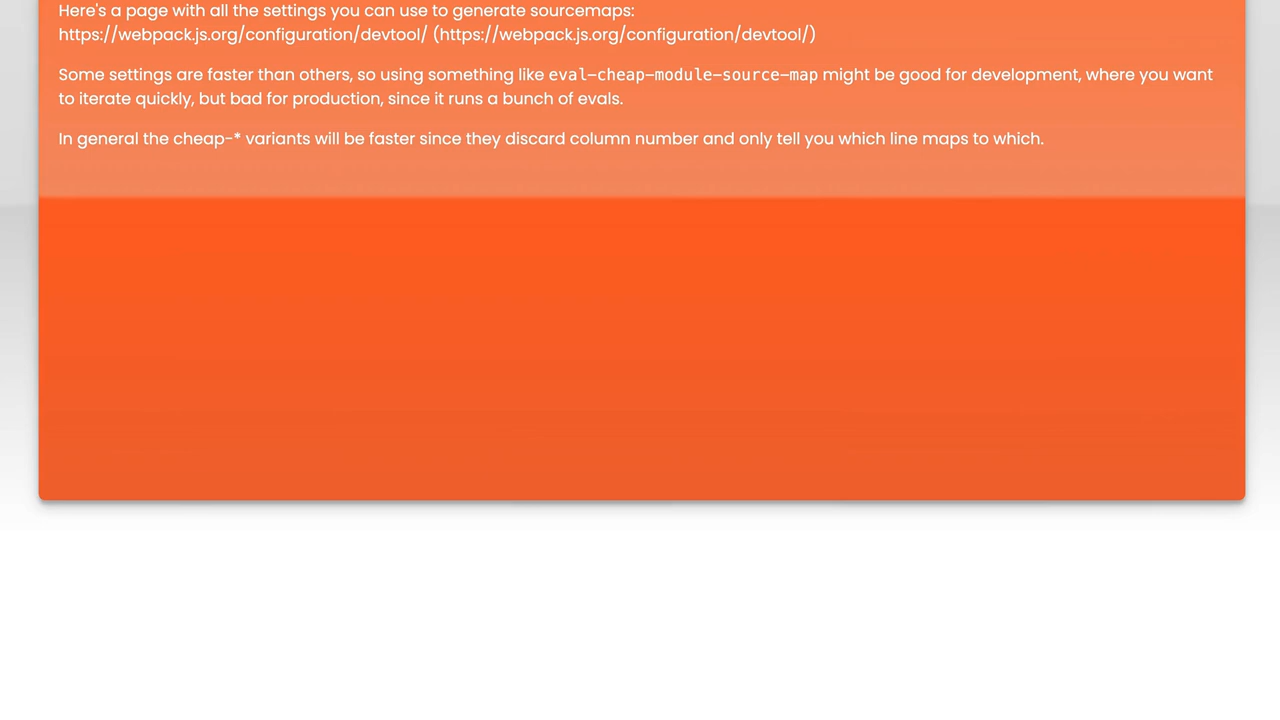 Here's a page with all the settings you can use to generate sourcemaps:
https://webpack.js.org/configuration/devtool/ (https://webpack.js.org/configuration/devtool/)
Some settings are faster than others, so using something like eval-cheap-module-source-map might be good for development, where you want
to iterate quickly, but bad for production, since it runs a bunch of evals.
In general the cheap-* variants will be faster since they discard column number and only tell you which line maps to which.